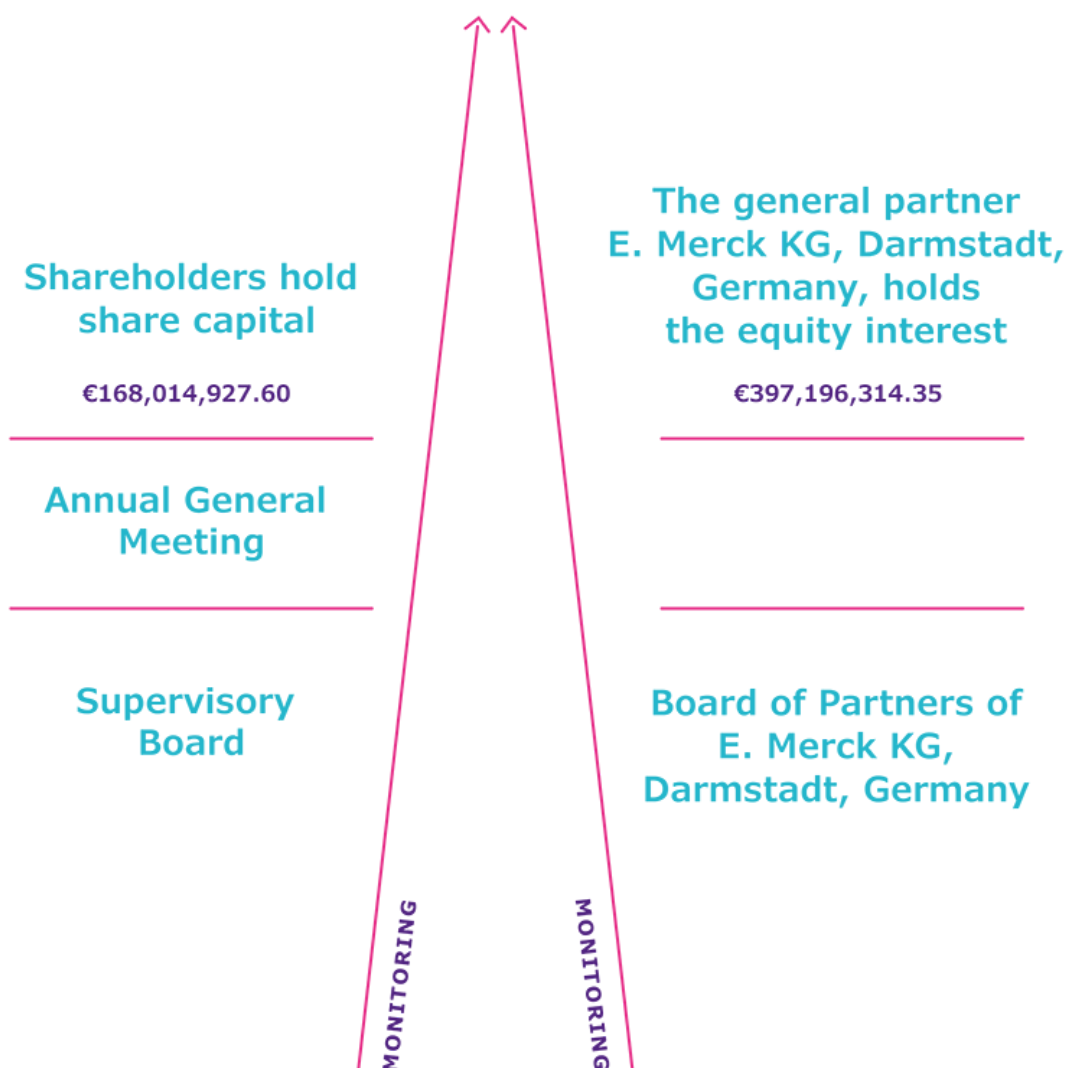 Shareholders hold
share capital
€168,014,927.60
Annual General
Meeting
Supervisory
Board
MONITORING
The general partner
E. Merck KG, Darmstadt,
Germany, holds
the equity interest
€397,196,314.35
Board of Partners of
E. Merck KG,
Darmstadt, Germany
MONITORING